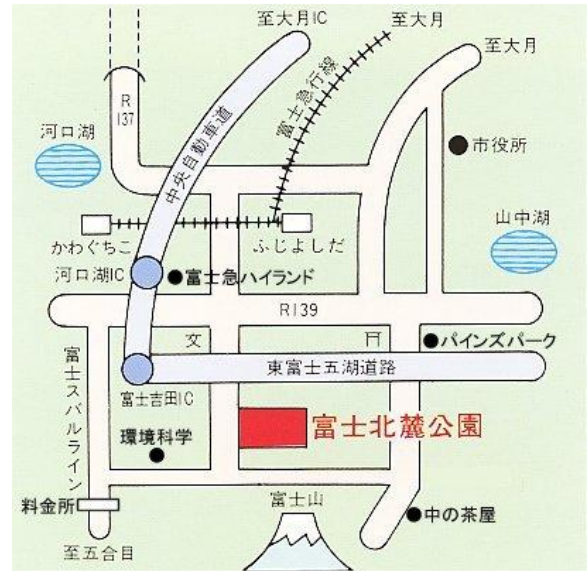 至大月IC
至大月
至大月
R
137
河口湖
中央自動車道
富士急行線
市役所
山中湖
かわぐちこ
ふじよしだ
河口湖IC
富士急ハイランド
R139
文
パインズパーク
東富士五湖道路
富士スバルライン
富士吉田IC
富士北麓公園
環境科学
料金所
富士山
中の茶屋
至五合目